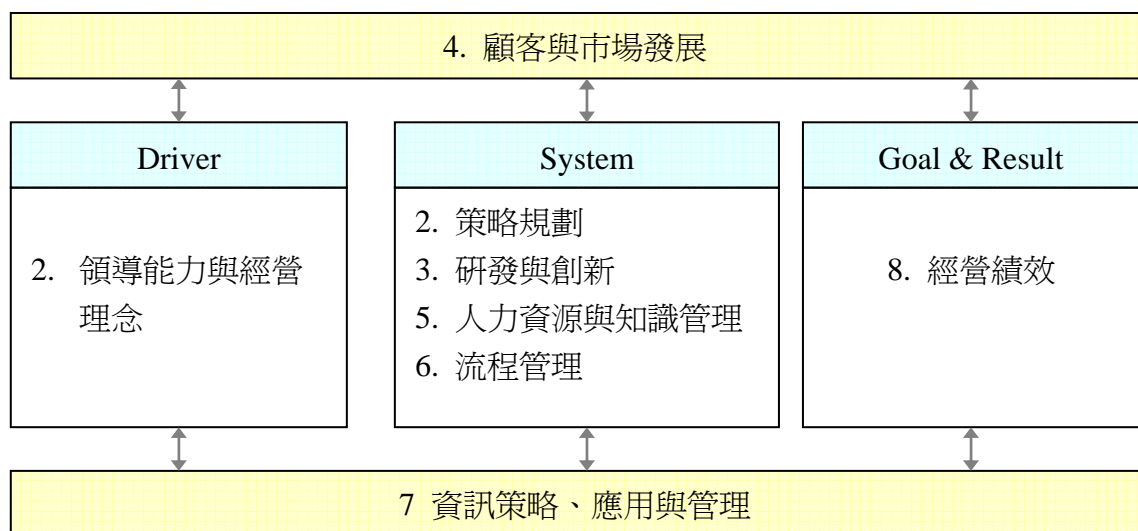 4. 顧客與市場發展
Driver
2. 領導能力與經營
理念
System
2. 策略規劃
3. 研發與創新
5. 人力資源與知識管理
6. 流程管理
Goal & Result
8. 經營績效
7 資訊策略、應用與管理